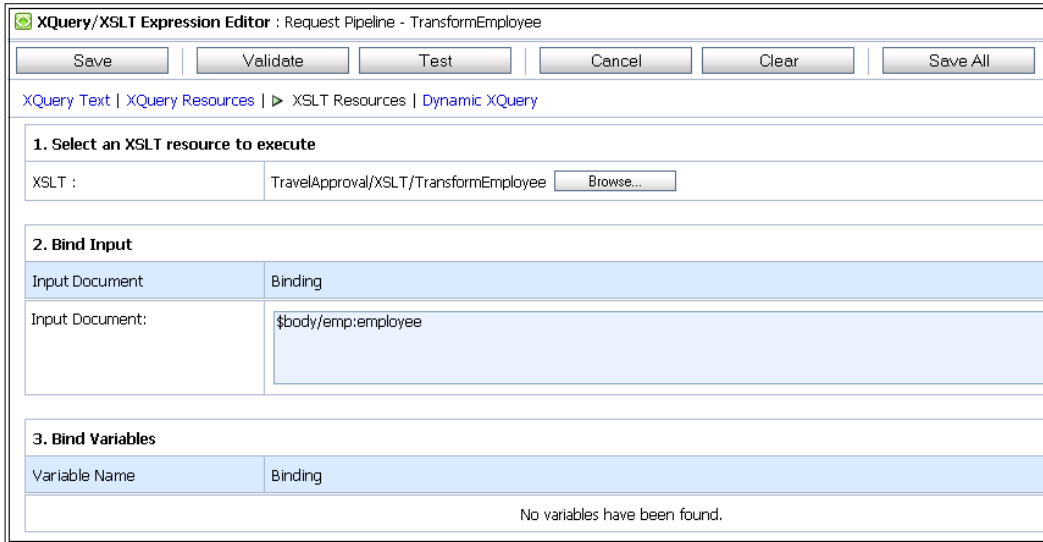 XQuery/XSLT Expression Editor : Request Pipeline - TransformEmployee
Save Validate Test Cancel Clear Save All
XQuery Text | XQuery Resources | XSLT Resources | Dynamic XQuery
1. Select an XSLT resource to execute
XSLT : TravelApproval/XSLT/TransformEmployee Browse...
2. Bind Input
Input Document Binding
Input Document: $body/emp:employee
3. Bind Variables
Variable Name Binding
No variables have been found.